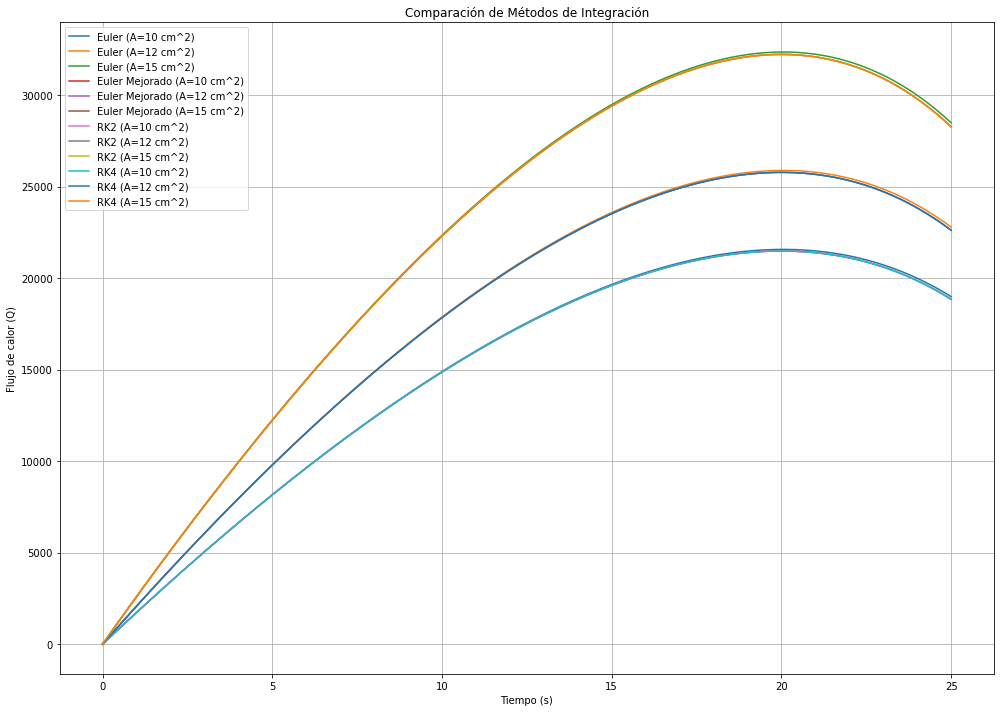 Comparación de Métodos de Integración
Euler (A=10 cm^2)
Euler (A=12 cm^2)
Euler (A=15 cm^2)
Euler Mejorado (A=10 cm^2)
Euler Mejorado (A=12 cm^2)
Euler Mejorado (A=15 cm^2)
RK2 (A=10 cm^2)
RK2 (A=12 cm^2)
RK2 (A=15 cm^2)
RK4 (A=10 cm^2)
RK4 (A=12 cm^2)
RK4 (A=15 cm^2)
Flujo de calor (Q)
30000
25000
20000
15000
10000
5000
0
0 5 10 15 20 25
Tiempo (s)